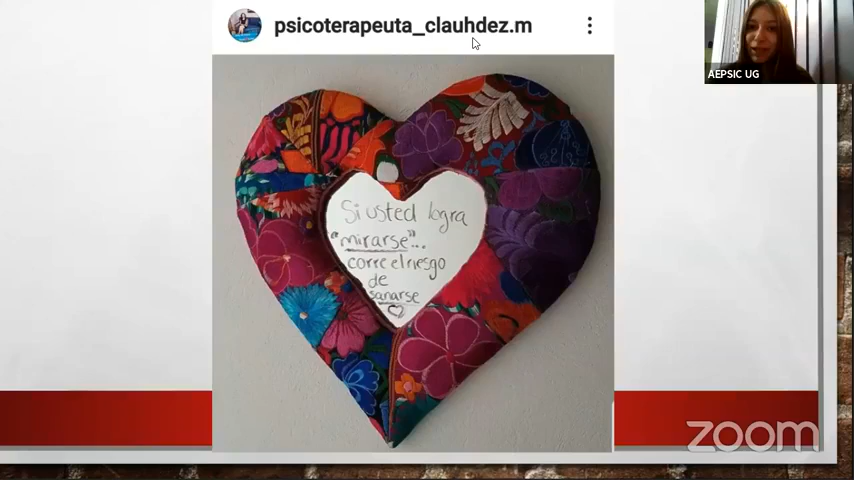 psicoterapeuta_clauhdez.m
AEPSIC UG
Si usted logra
"mirarse"...
corre el riesgo
de
sanarse
zoom